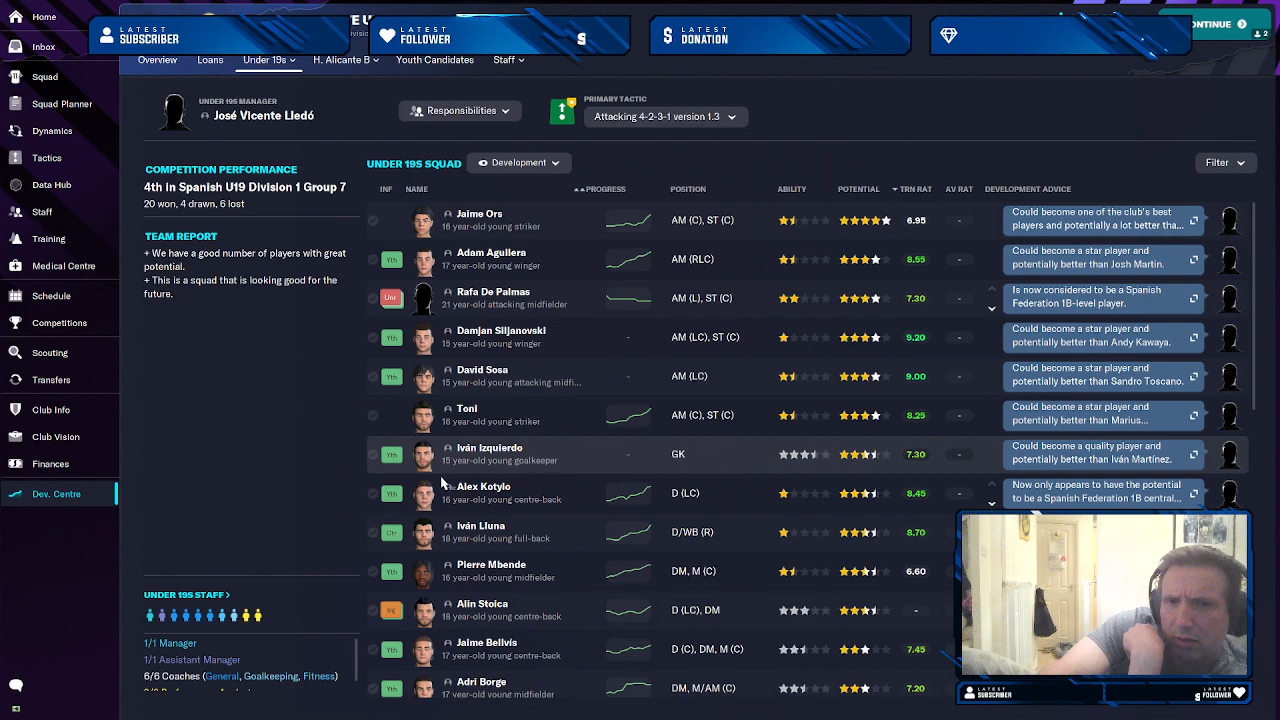 Home
LATEST
SUBSCRIBER
LATEST
FOLLOWER
LATEST
DONATION
CONTINUE
2
Inbox
Overview
Loans
Under 19s
H. Alicante B
Youth Candidates
Staff
Squad
Squad Planner
Dynamics
Tactics
Data Hub
Staff
Training
Medical Centre
Schedule
Competitions
Scouting
Transfers
Club Info
Club Vision
Finances
Dev. Centre
UNDER 19S MANAGER
José Vicente Lledó
Responsibilities
PRIMARY TACTIC
Attacking 4-2-3-1 version 1.3
COMPETITION PERFORMANCE
4th in Spanish U19 Division 1 Group 7
20 won, 4 drawn, 6 lost
TEAM REPORT
+ We have a good number of players with great
potential.
+ This is a squad that is looking good for the
future.
UNDER 19S STAFF >
1/1 Manager
1/1 Assistant Manager
6/6 Coaches (General, Goalkeeping, Fitness)
UNDER 19S SQUAD
Development
Filter
INF NAME PROGRESS POSITION ABILITY POTENTIAL TRN RAT AV RAT DEVELOPMENT ADVICE
Jaime Ors
16 year-old young striker
AM (C), ST (C)
6.95
-
Could become one of the club's best
players and potentially a lot better tha...
Yth
Adam Aguilera
17 year-old young winger
AM (RLC)
8.55
-
Could become a star player and
potentially better than Josh Martin.
Unr
Rafa De Palmas
21 year-old attacking midfielder
AM (L), ST (C)
7.30
-
Is now considered to be a Spanish
Federation 1B-level player.
Yth
Damjan Siljanovski
15 year-old young winger
-
AM (LC), ST (C)
9.20
-
Could become a star player and
potentially better than Andy Kawaya.
Yth
David Sosa
15 year-old young attacking midfi...
-
AM (LC)
9.00
-
Could become a star player and
potentially better than Sandro Toscano.
Yth
Toni
16 year-old young striker
AM (C), ST (C)
8.25
-
Could become a star player and
potentially better than Marius...
Yth
Iván Izquierdo
15 year-old young goalkeeper
-
GK
7.30
-
Could become a quality player and
potentially better than Iván Martínez.
Yth
Alex Kotylo
16 year-old young centre-back
D (LC)
8.45
-
Now only appears to have the potential
to be a Spanish Federation 1B central...
Ctr
Iván Lluna
18 year-old young full-back
D/WB (R)
8.70
Yth
Pierre Mbende
16 year-old young midfielder
DM, M (C)
6.60
Inj
Alin Stoica
18 year-old young centre-back
D (LC), DM
-
Yth
Jaime Bellvís
17 year-old young centre-back
D (C), DM, M (C)
7.45
Yth
Adri Borge
17 year-old young midfielder
DM, M/AM (C)
7.20
LATEST
SUBSCRIBER
LATEST
FOLLOWER